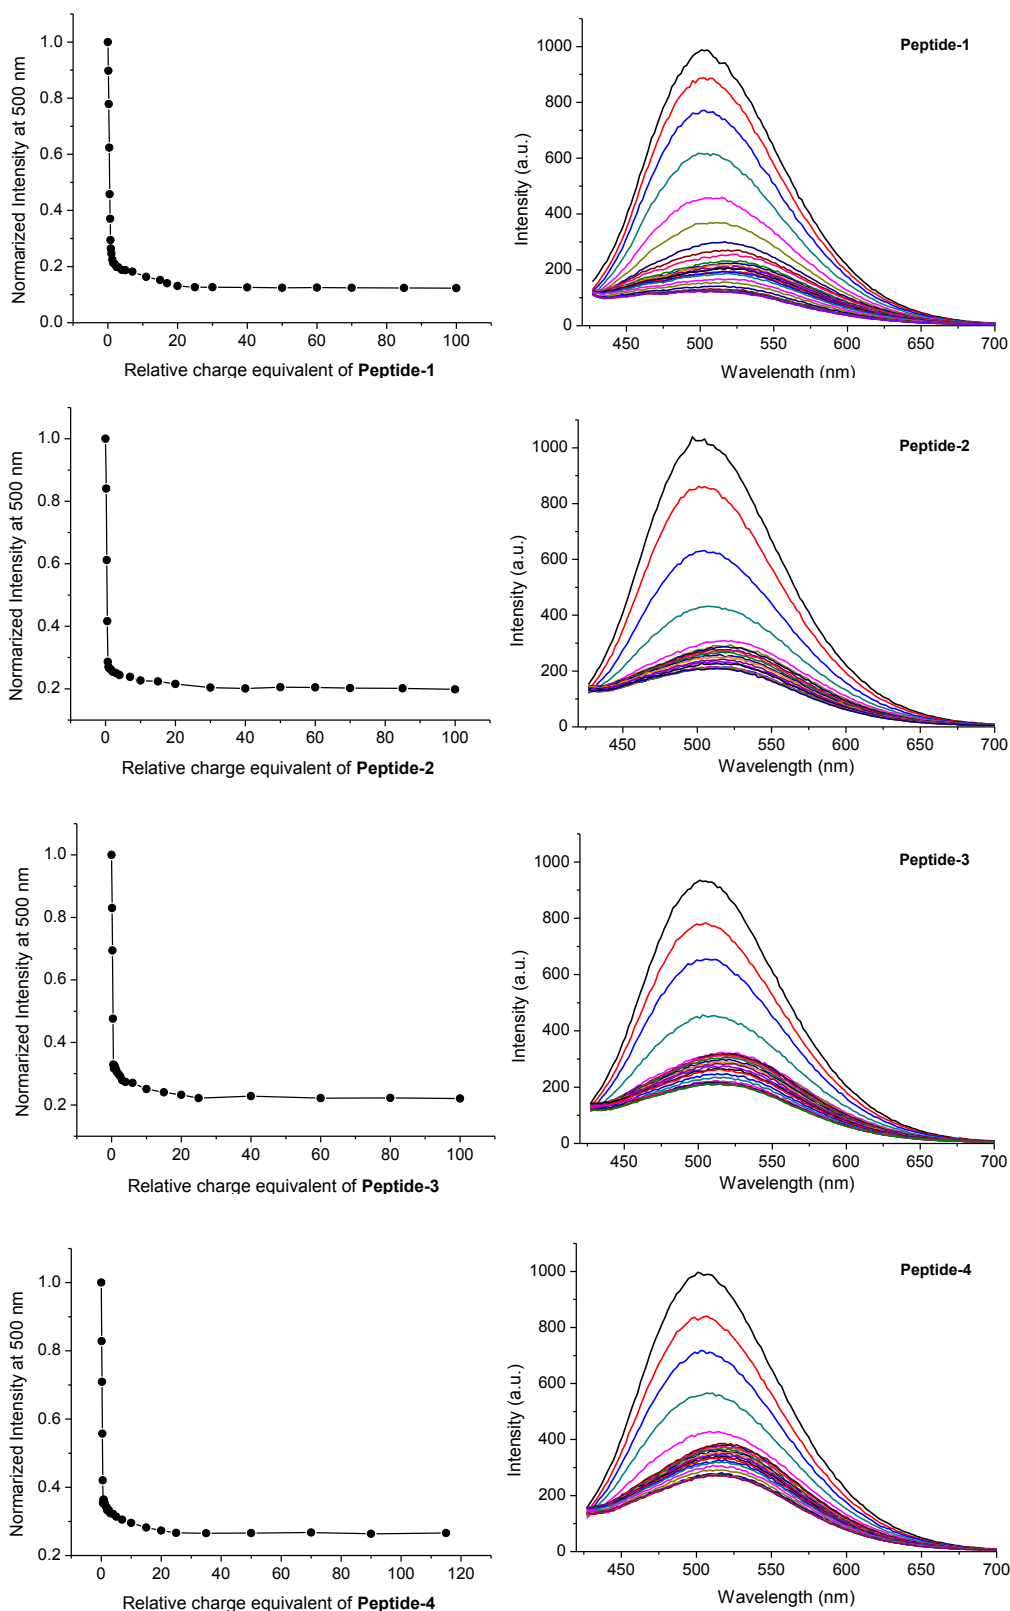 1.0
0.8
0.6
0.4
0.2
0.0
Normarized Intensity at 500 nm
0 20 40 60 80 100
Relative charge equivalent of Peptide-1
Peptide-1
1000
800
600
400
200
0
Intensity (a.u.)
450 500 550 600 650 700
Wavelength (nm)
1.0
0.8
0.6
0.4
0.2
Normarized Intensity at 500 nm
0 20 40 60 80 100
Relative charge equivalent of Peptide-2
Peptide-2
1000
800
600
400
200
0
Intensity (a.u.)
450 500 550 600 650 700
Wavelength (nm)
1.0
0.8
0.6
0.4
0.2
Normarized Intensity at 500 nm
0 20 40 60 80 100
Relative charge equivalent of Peptide-3
Peptide-3
1000
800
600
400
200
0
Intensity (a.u.)
450 500 550 600 650 700
Wavelength (nm)
1.0
0.8
0.6
0.4
0.2
Normarized Intensity at 500 nm
0 20 40 60 80 100 120
Relative charge equivalent of Peptide-4
Peptide-4
1000
800
600
400
200
0
Intensity (a.u.)
450 500 550 600 650 700
Wavelength (nm)